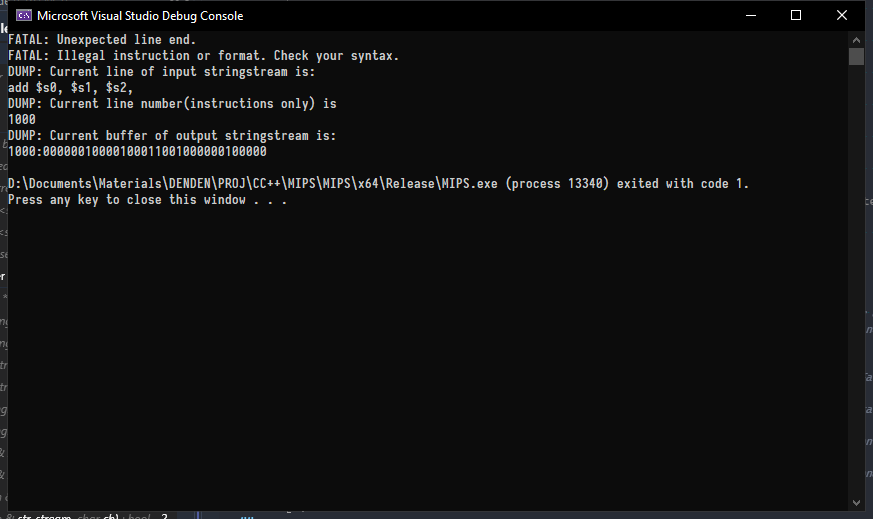 Microsoft Visual Studio Debug Console
FATAL: Unexpected line end.
FATAL: Illegal instruction or format. Check your syntax.
DUMP: Current line of input stringstream is:
add $s0, $s1, $s2,
DUMP: Current line number(instructions only) is
1000
DUMP: Current buffer of output stringstream is:
1000:00000010000100011001000000100000
D:\Documents\Materials\DENDEN\PROJ\CC++\MIPS\MIPS\x64\Release\MIPS.exe (process 13340) exited with code 1.
Press any key to close this window . . .